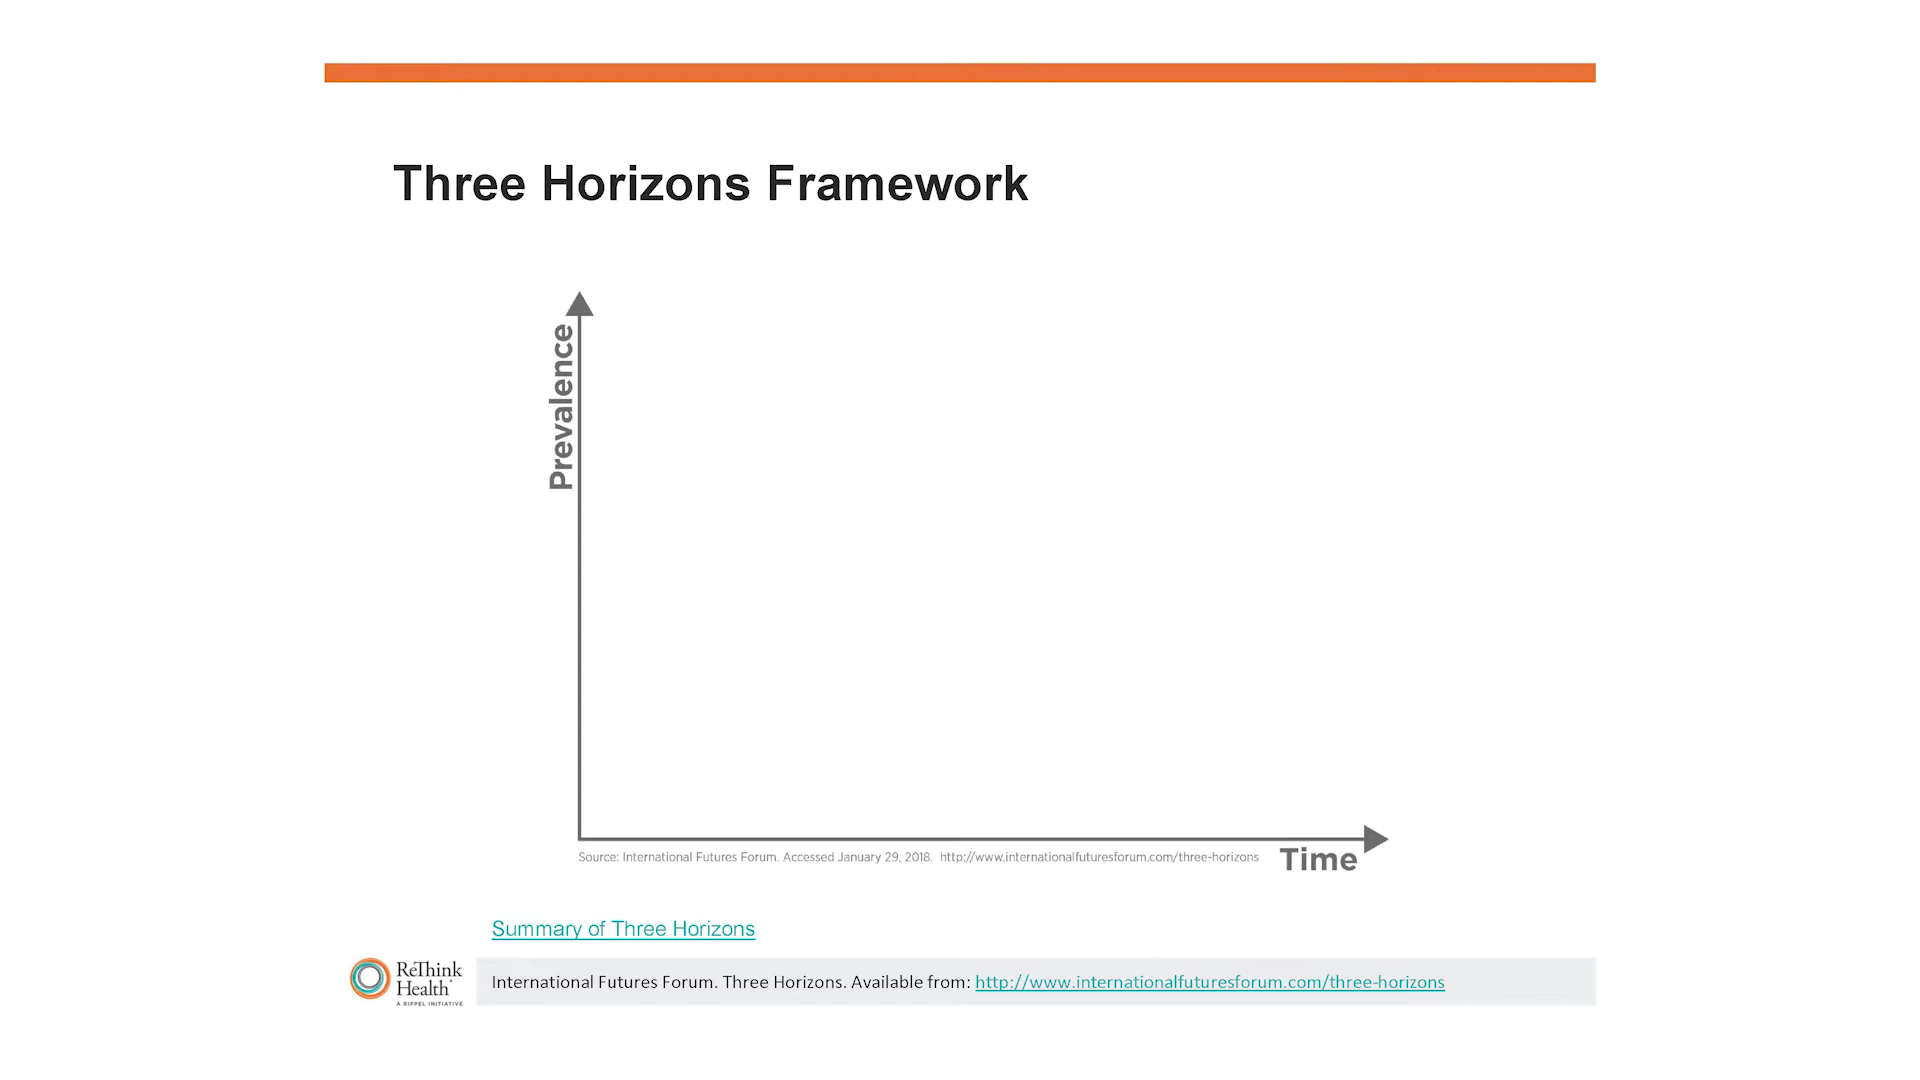 Three Horizons Framework
Prevalence
Source: International Futures Forum. Accessed January 29, 2018. http://www.internationalfuturesforum.com/three-horizons
Time
Summary of Three Horizons
ReThink
Health
A RIPPEL INITIATIVE
International Futures Forum. Three Horizons. Available from: http://www.internationalfuturesforum.com/three-horizons